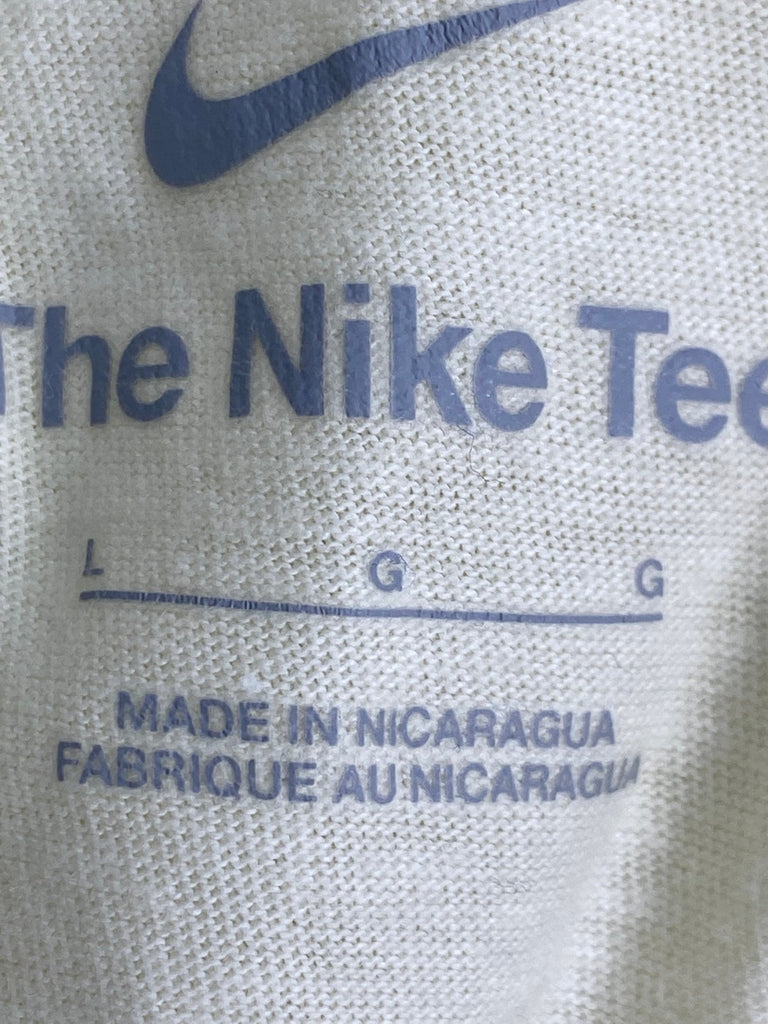 The Nike Tee
L G G
MADE IN NICARAGUA
FABRIQUE AU NICARAGUA